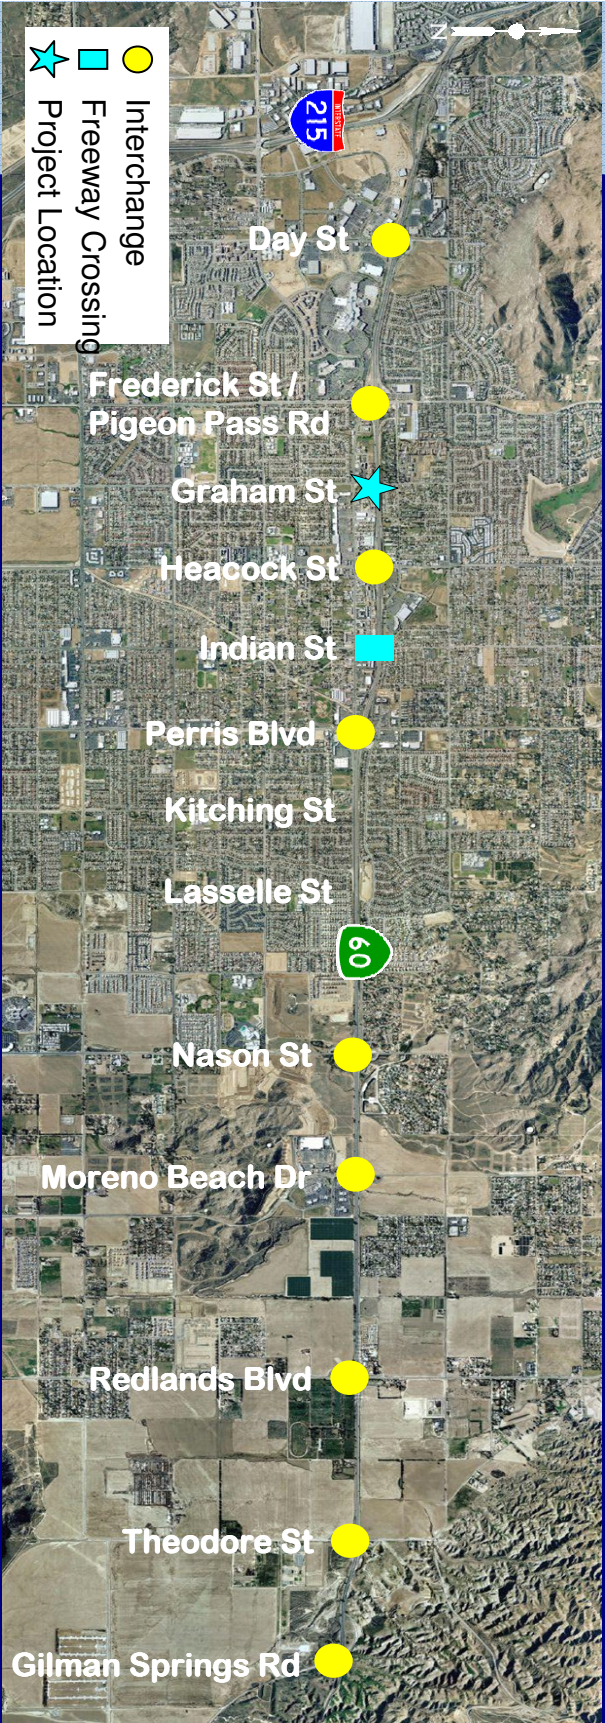 N
INTERSTATE
215
Interchange
Freeway Crossing
Project Location
Day St
Frederick St /
Pigeon Pass Rd
Graham St
Heacock St
Indian St
Perris Blvd
Kitching St
Lasselle St
60
Nason St
Moreno Beach Dr
Redlands Blvd
Theodore St
Gilman Springs Rd